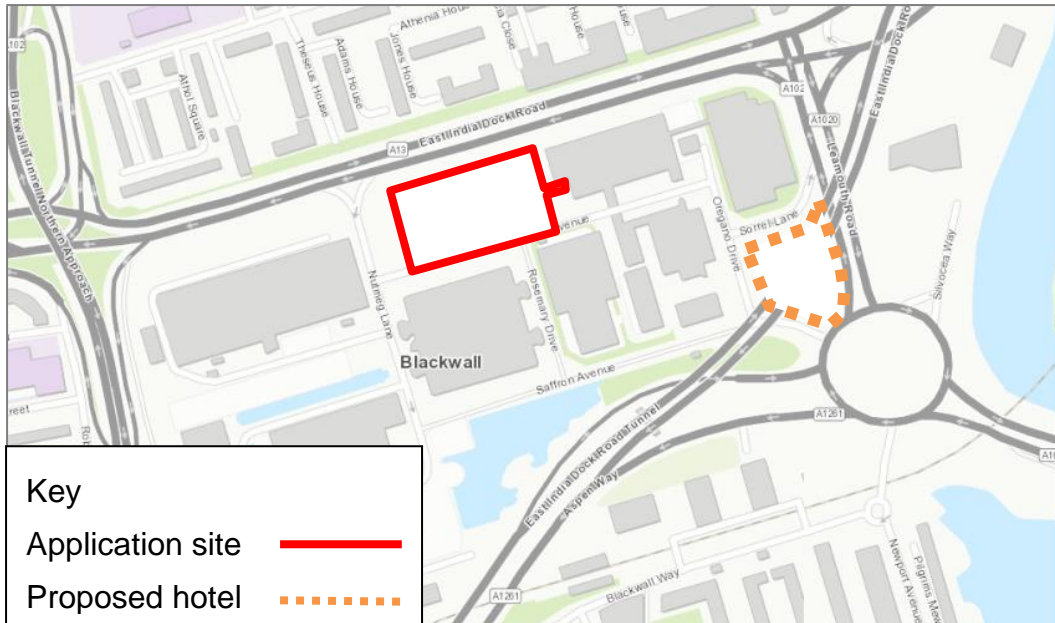 Athenia House
A102
Theseus House
Adams House
Jones House
Athol Square
East India Dock Road
A13
A102
A1020
East India Dock Road
Leamouth Road
Blackwall Tunnel Northern Approach
Nutmeg Lane
Rosemary Drive
Oregano Drive
Sorrel Lane
Silvocea Way
Blackwall
Saffron Avenue
A1261
East India Dock Road Tunnel
Aspen Way
Blackwall Way
A1261
Newport Avenue
Key
Application site
Proposed hotel